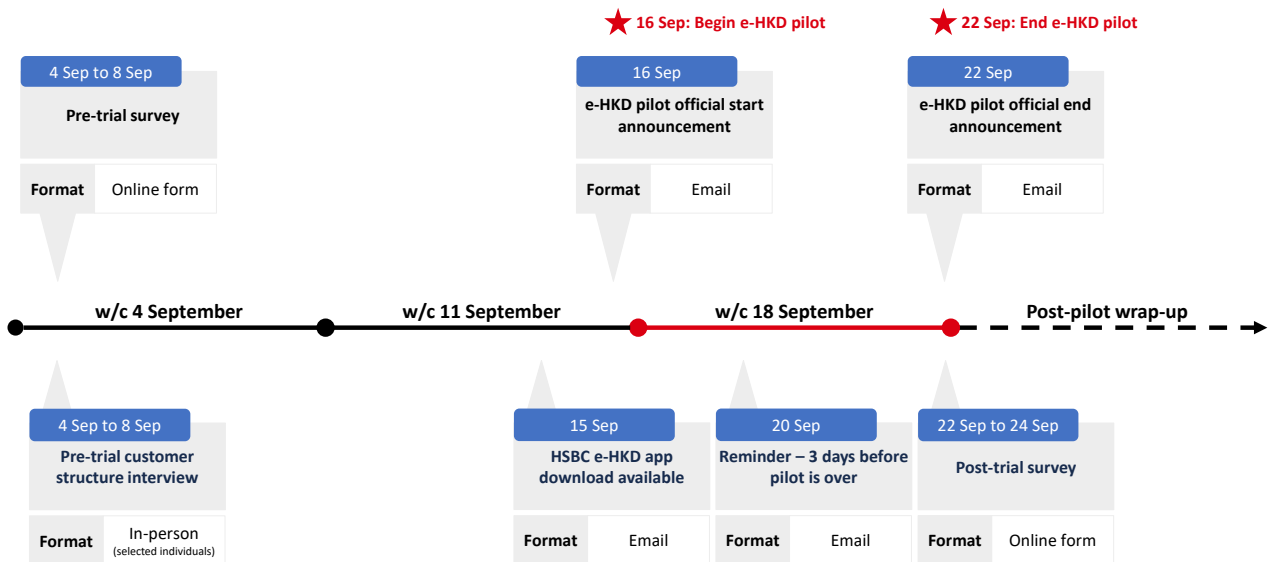 16 Sep: Begin e-HKD pilot
22 Sep: End e-HKD pilot
4 Sep to 8 Sep
Pre-trial survey
Format
Online form
16 Sep
e-HKD pilot official start
announcement
Format
Email
22 Sep
e-HKD pilot official end
announcement
Format
Email
w/c 4 September
w/c 11 September
w/c 18 September
Post-pilot wrap-up
4 Sep to 8 Sep
Pre-trial customer
structure interview
Format
In-person
(selected individuals)
15 Sep
HSBC e-HKD app
download available
Format
Email
20 Sep
Reminder – 3 days before
pilot is over
Format
Email
22 Sep to 24 Sep
Post-trial survey
Format
Online form